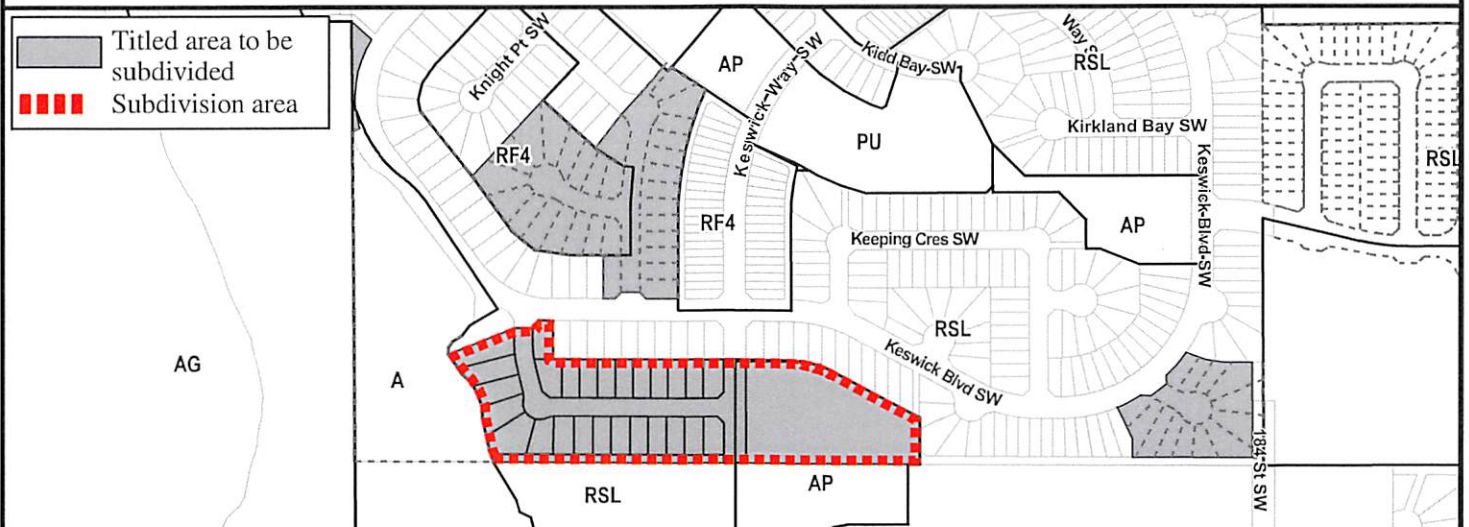 Titled area to be
subdivided
Subdivision area
Knight Pt SW
AP
Keswick Way SW
Kidd Bay SW
Way S
RSL
Kirkland Bay SW
PU
RF4
RSL
RF4
Keswick Blvd SW
AP
Keeping Cres SW
RSL
Keswick Blvd SW
AG
A
184 St SW
RSL
AP